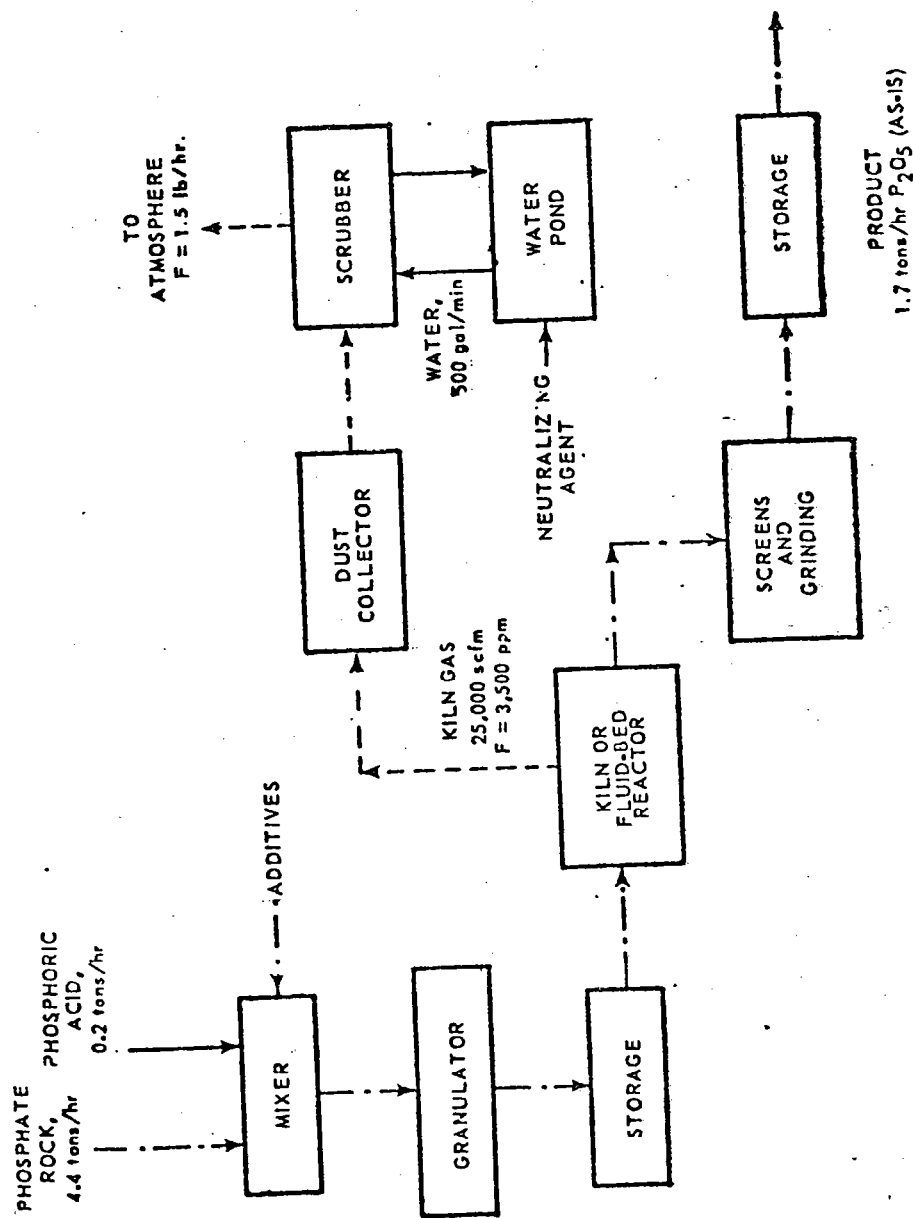 PHOSPHATE
ROCK,
4.4 tons/hr
PHOSPHORIC
ACID,
0.2 tons/hr
ADDITIVES
MIXER
GRANULATOR
STORAGE
KILN OR
FLUID-BED
REACTOR
KILN GAS
25,000 scfm
F = 3,500 ppm
DUST
COLLECTOR
SCRUBBER
TO
ATMOSPHERE
F = 1.5 lb/hr.
WATER,
500 gal/min
WATER
POND
NEUTRALIZING
AGENT
SCREENS
AND
GRINDING
STORAGE
PRODUCT
1.7 tons/hr P2O5 (AS-IS)